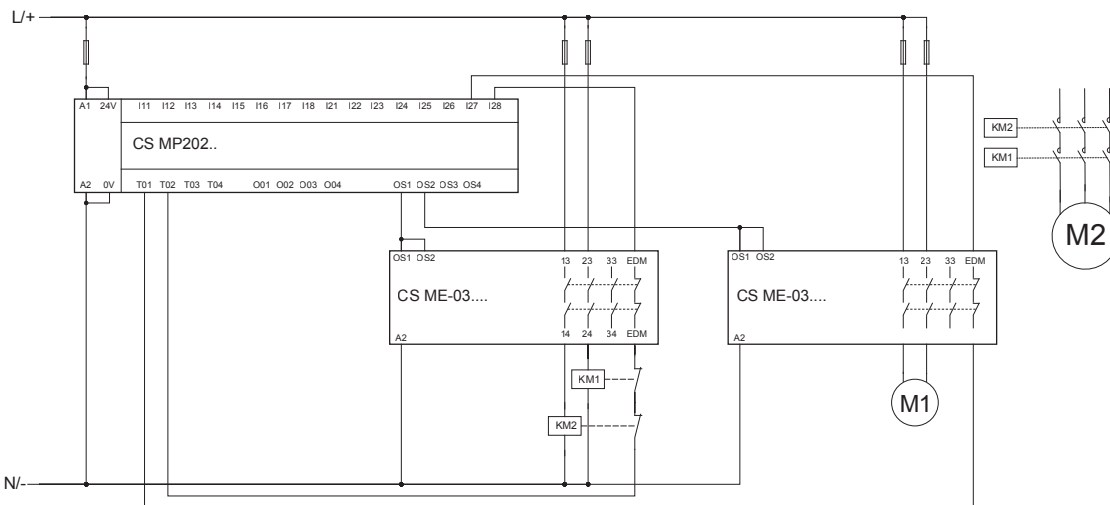 L/+
A1 24V I11 I12 I13 I14 I15 I16 I17 I18 I21 I22 I23 I24 I25 I26 I27 I28
KM2
CS MP202..
KM1
A2 0V T01 T02 T03 T04 O01 O02 O03 O04 OS1 OS2 OS3 OS4
M2
OS1 OS2 13 23 33 EDM
OS1 OS2 13 23 33 EDM
CS ME-03....
CS ME-03....
A2 14 24 34 EDM
A2
KM1
M1
KM2
N/-